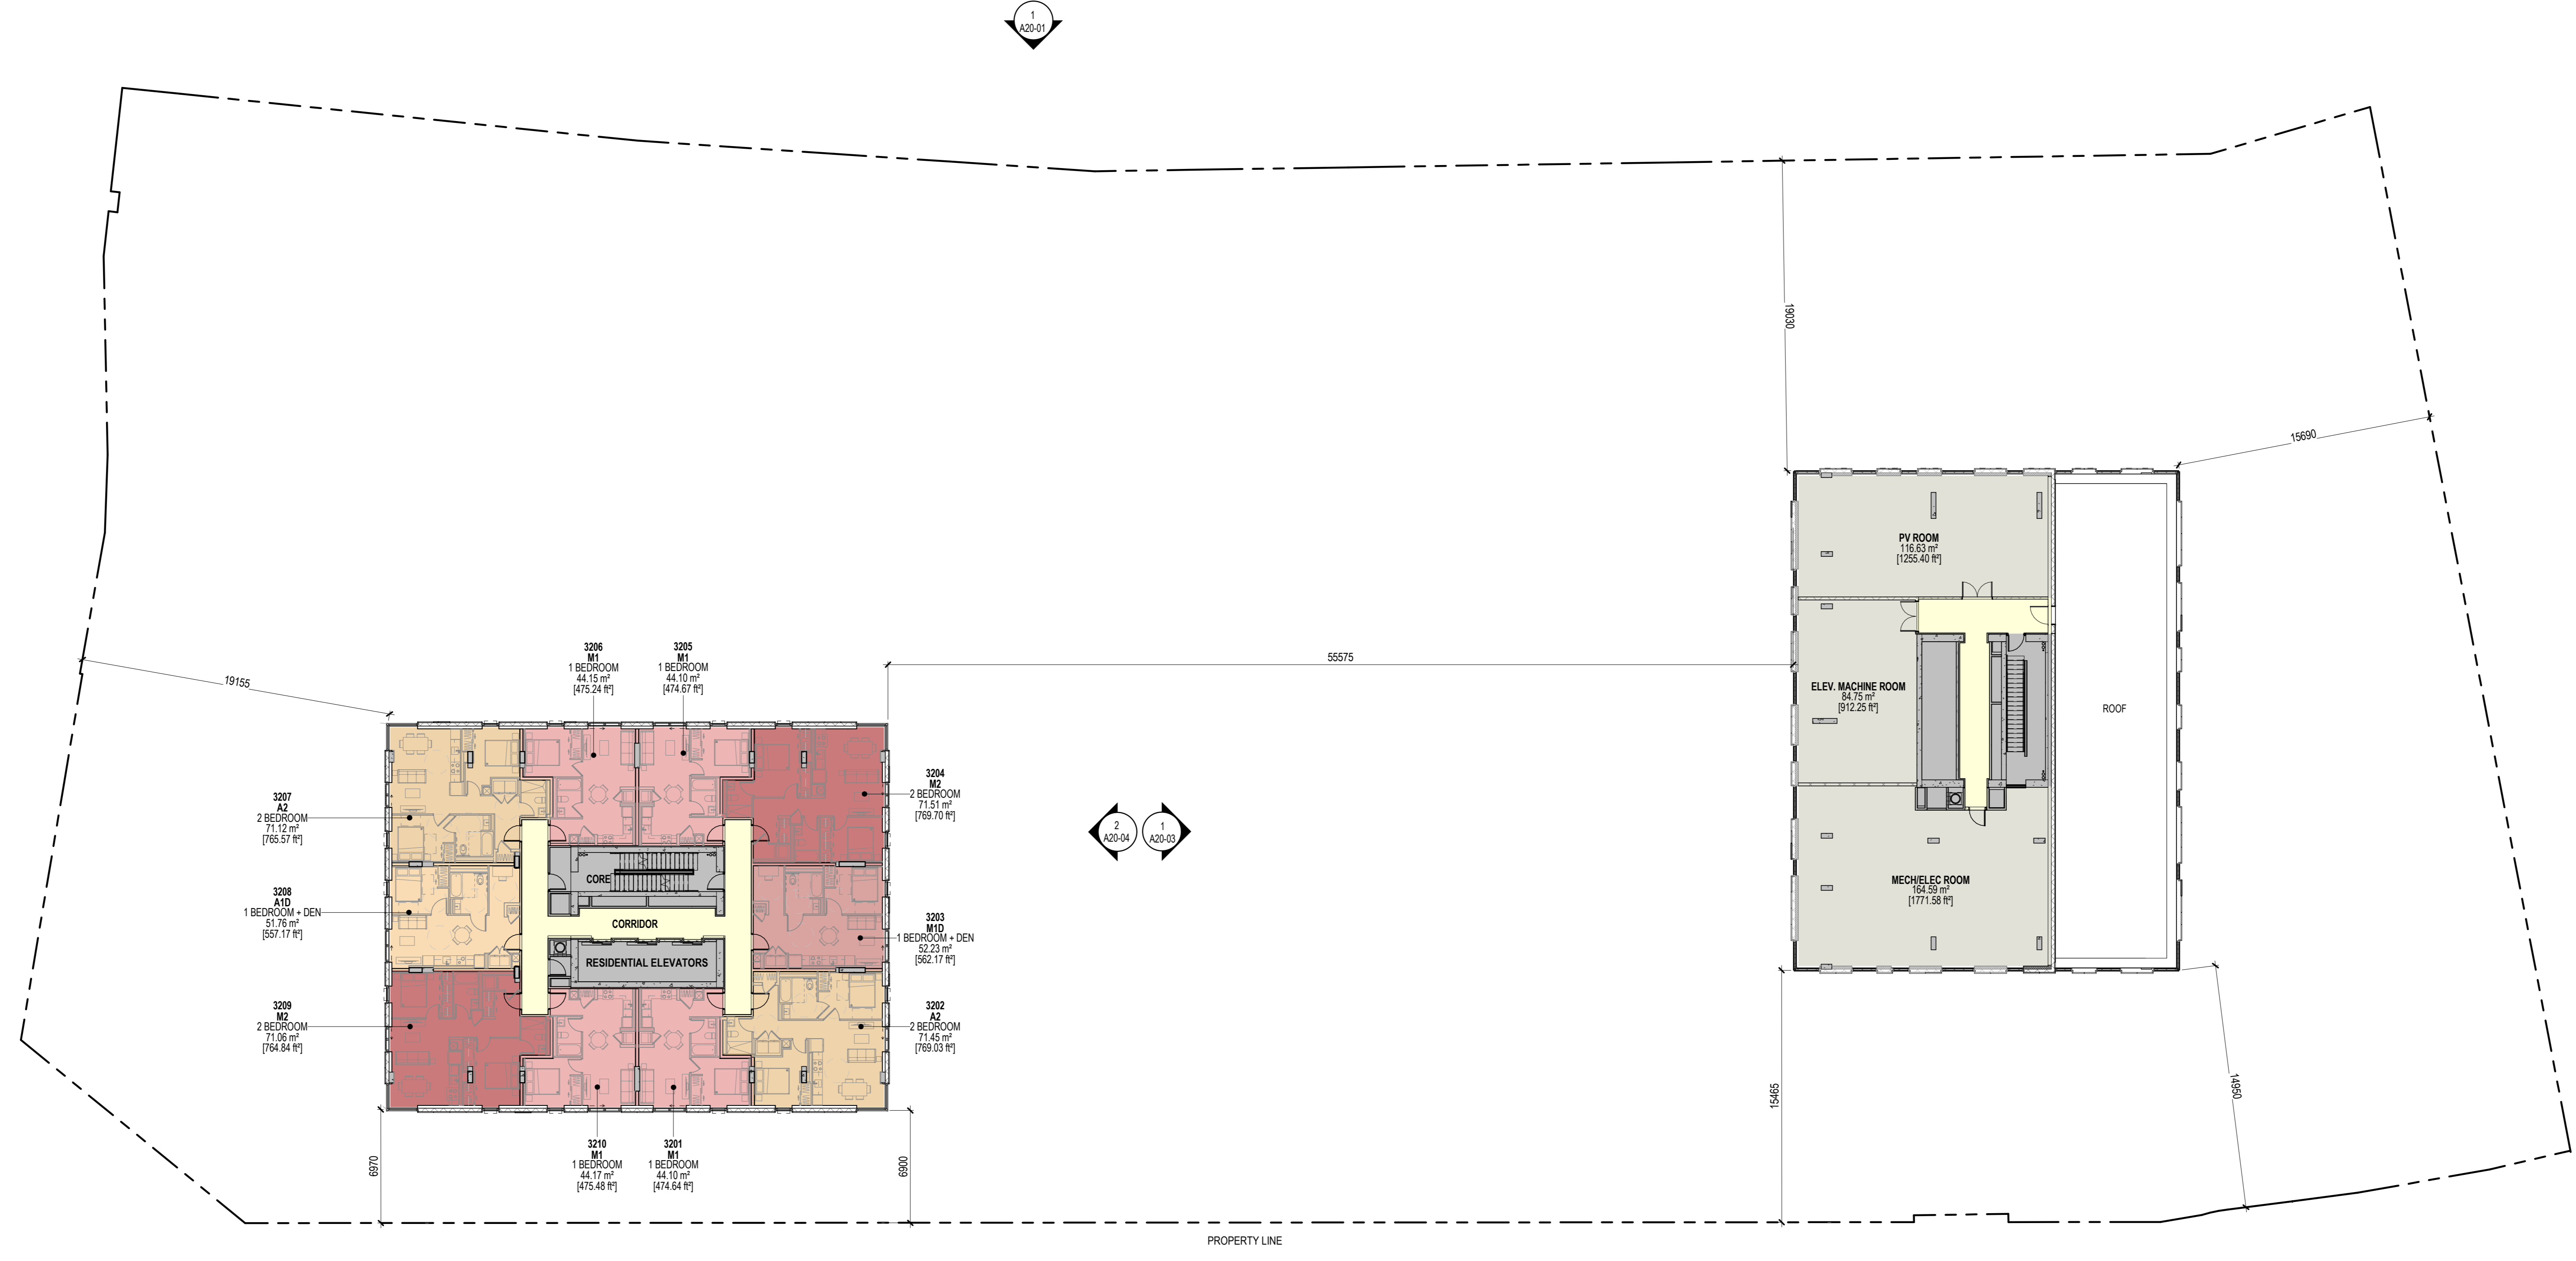 1
A20-01
19030
15690
55575
19155
3206
M1
1 BEDROOM
44.15 m²
[475.24 ft²]
3205
M1
1 BEDROOM
44.10 m²
[474.67 ft²]
3204
M2
2 BEDROOM
71.51 m²
[769.70 ft²]
3207
A2
2 BEDROOM
71.12 m²
[765.57 ft²]
3208
A1D
1 BEDROOM + DEN
51.76 m²
[557.17 ft²]
3203
M1D
1 BEDROOM + DEN
52.23 m²
[562.17 ft²]
3209
M2
2 BEDROOM
71.06 m²
[764.84 ft²]
3202
A2
2 BEDROOM
71.45 m²
[769.03 ft²]
3210
M1
1 BEDROOM
44.17 m²
[475.48 ft²]
3201
M1
1 BEDROOM
44.10 m²
[474.64 ft²]
CORE
CORRIDOR
RESIDENTIAL ELEVATORS
2
A20-04
1
A20-03
PV ROOM
116.63 m²
[1255.40 ft²]
ELEV. MACHINE ROOM
84.75 m²
[912.25 ft²]
ROOF
MECH/ELEC ROOM
164.59 m²
[1771.58 ft²]
6970
6900
15465
14950
PROPERTY LINE